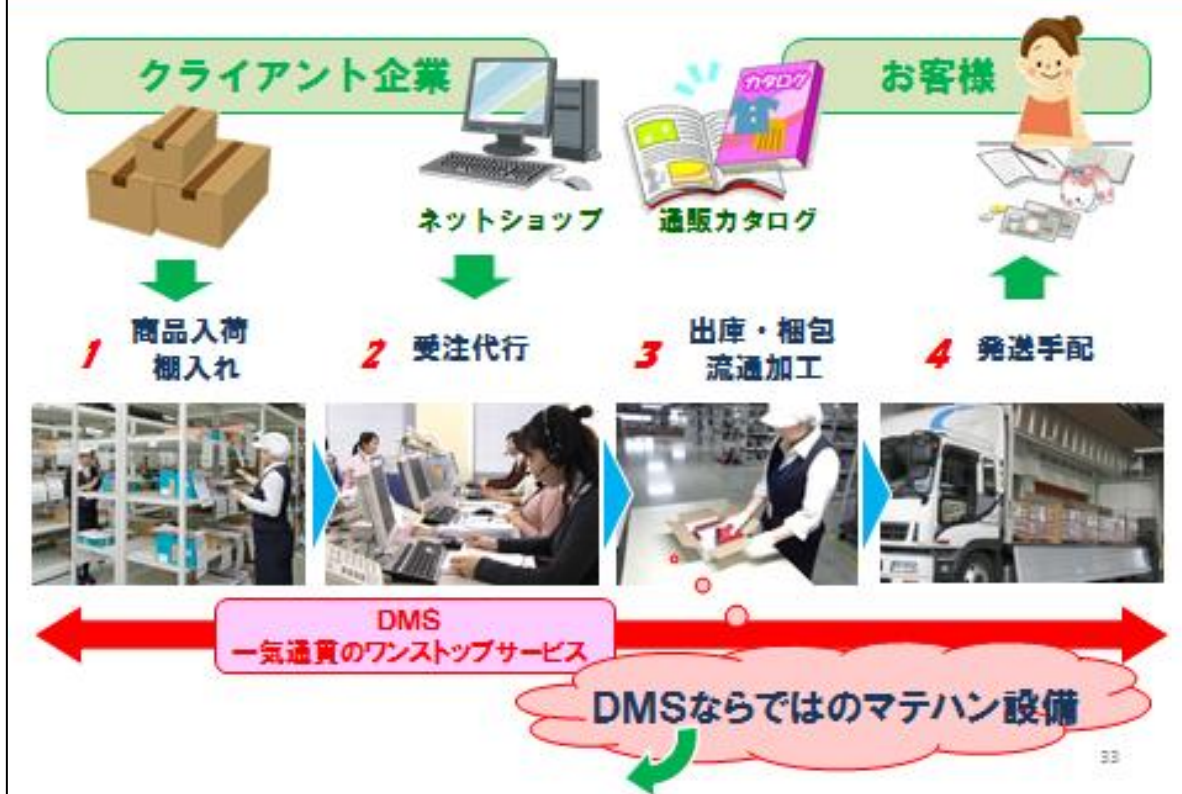 クライアント企業
お客様
カタログ
ネットショップ
通販カタログ
1 商品入荷
棚入れ
2 受注代行
3 出庫・梱包
流通加工
4 発送手配
DMS
一気通貫のワンストップサービス
DMSならではのマテハン設備
33